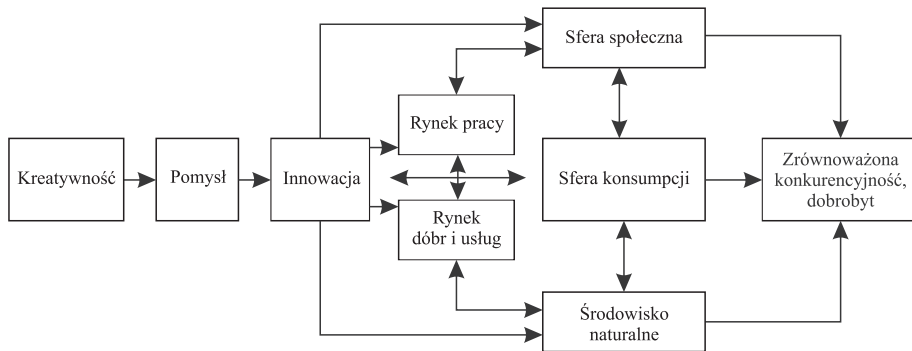 Sfera społeczna
Rynek pracy
Kreatywność
Pomysł
Innowacja
Sfera konsumpcji
Zrównoważona
konkurencyjność,
dobrobyt
Rynek
dóbr i usług
Środowisko
naturalne